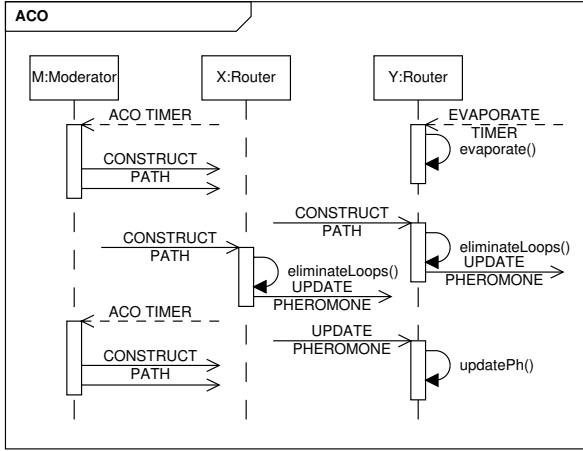 ACO
M:Moderator
X:Router
Y:Router
ACO TIMER
EVAPORATE
TIMER
evaporate()
CONSTRUCT
PATH
CONSTRUCT
PATH
CONSTRUCT
PATH
eliminateLoops()
UPDATE
PHEROMONE
eliminateLoops()
UPDATE
PHEROMONE
ACO TIMER
UPDATE
PHEROMONE
CONSTRUCT
PATH
updatePh()